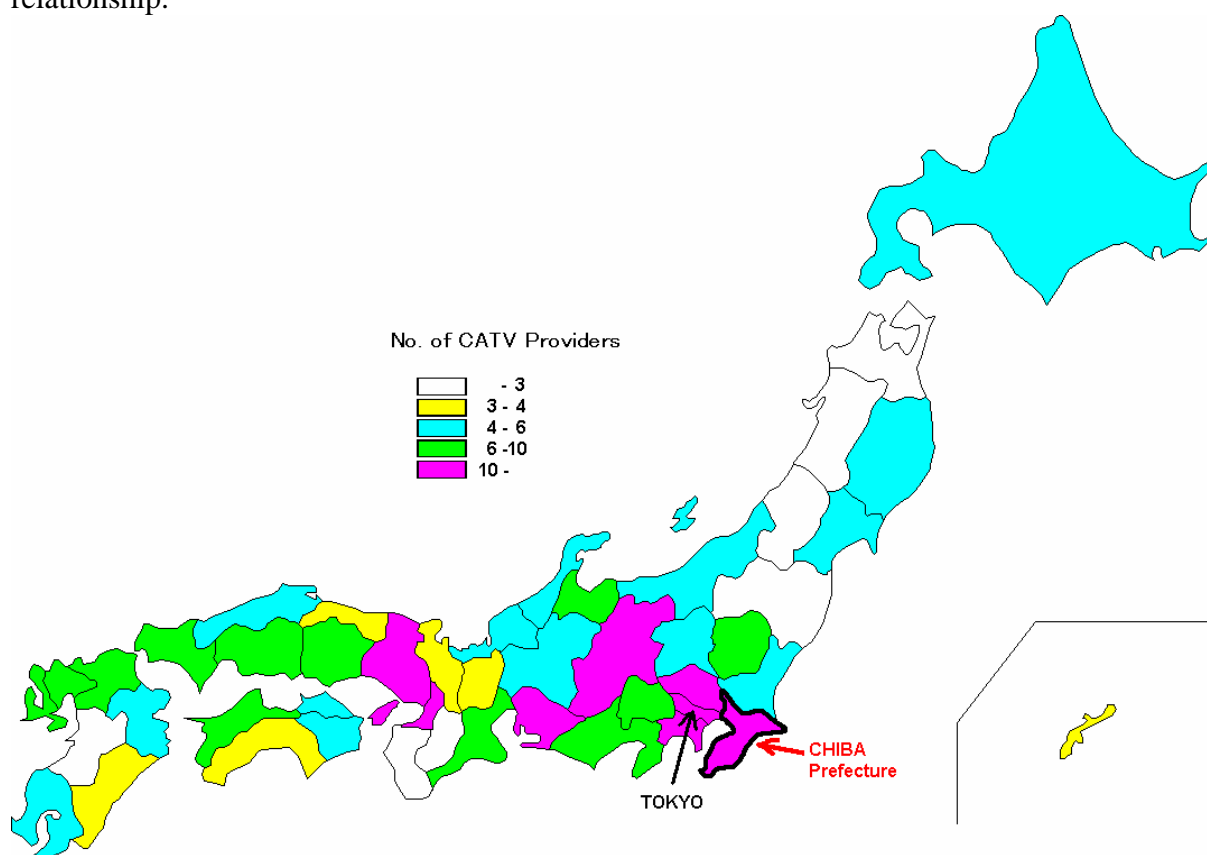 relationship.
No. of CATV Providers
- 3
3 - 4
4 - 6
6 -10
10 -
CHIBA
Prefecture
TOKYO